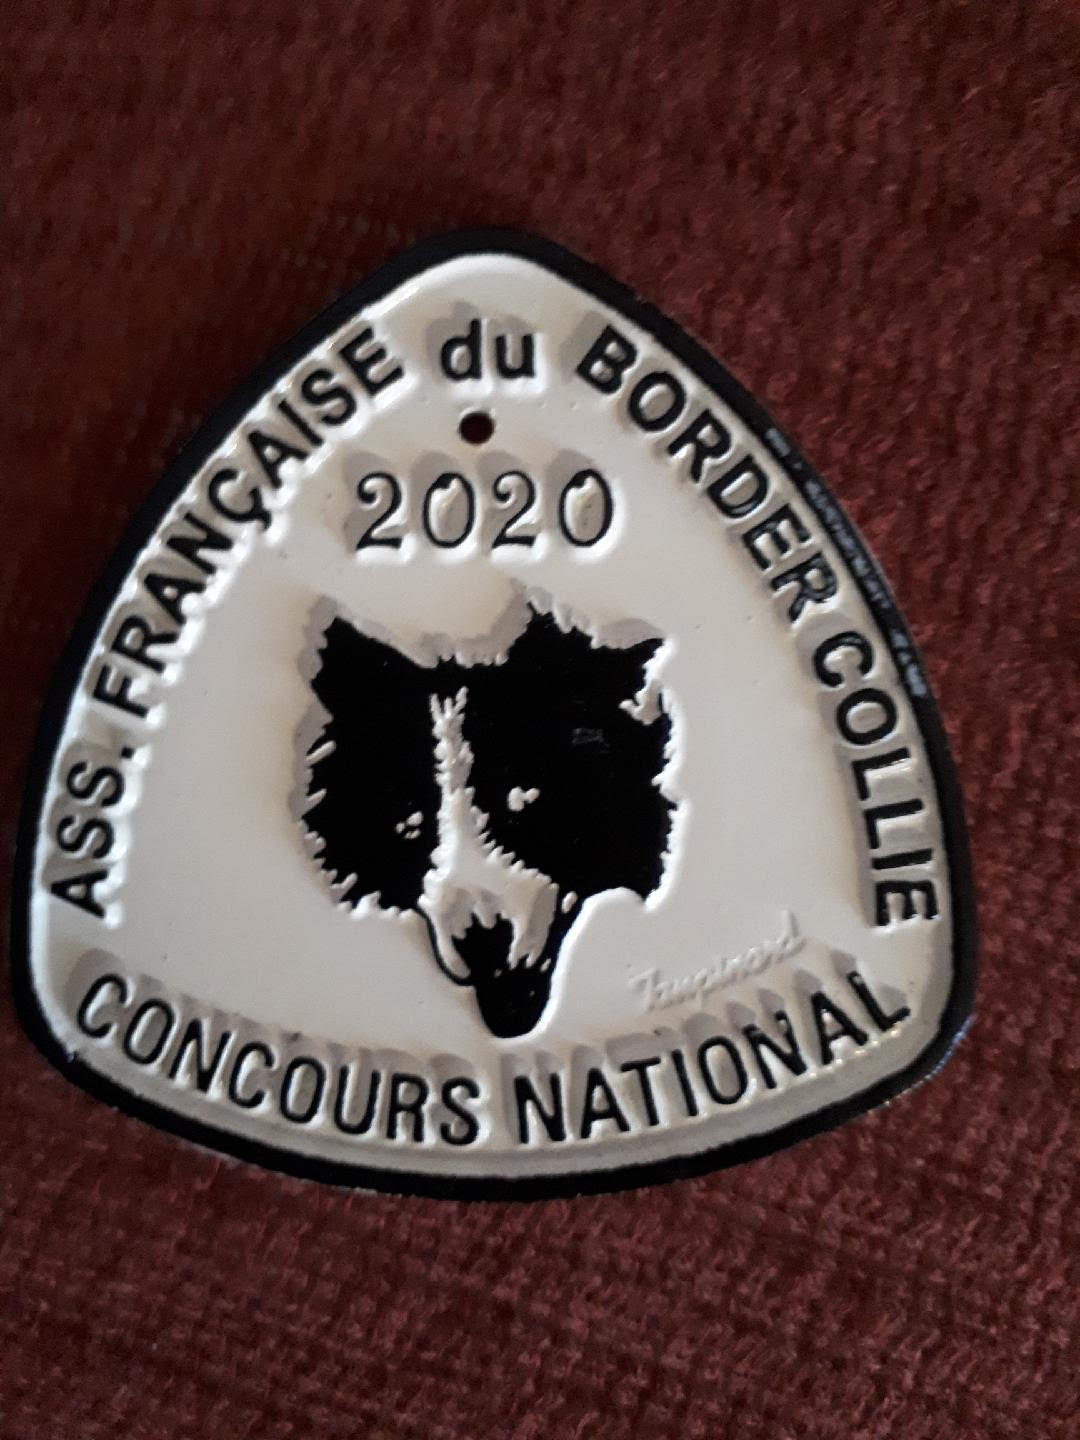 ASS. FRANÇAISE du BORDER COLLIE
2020
CONCOURS NATIONAL